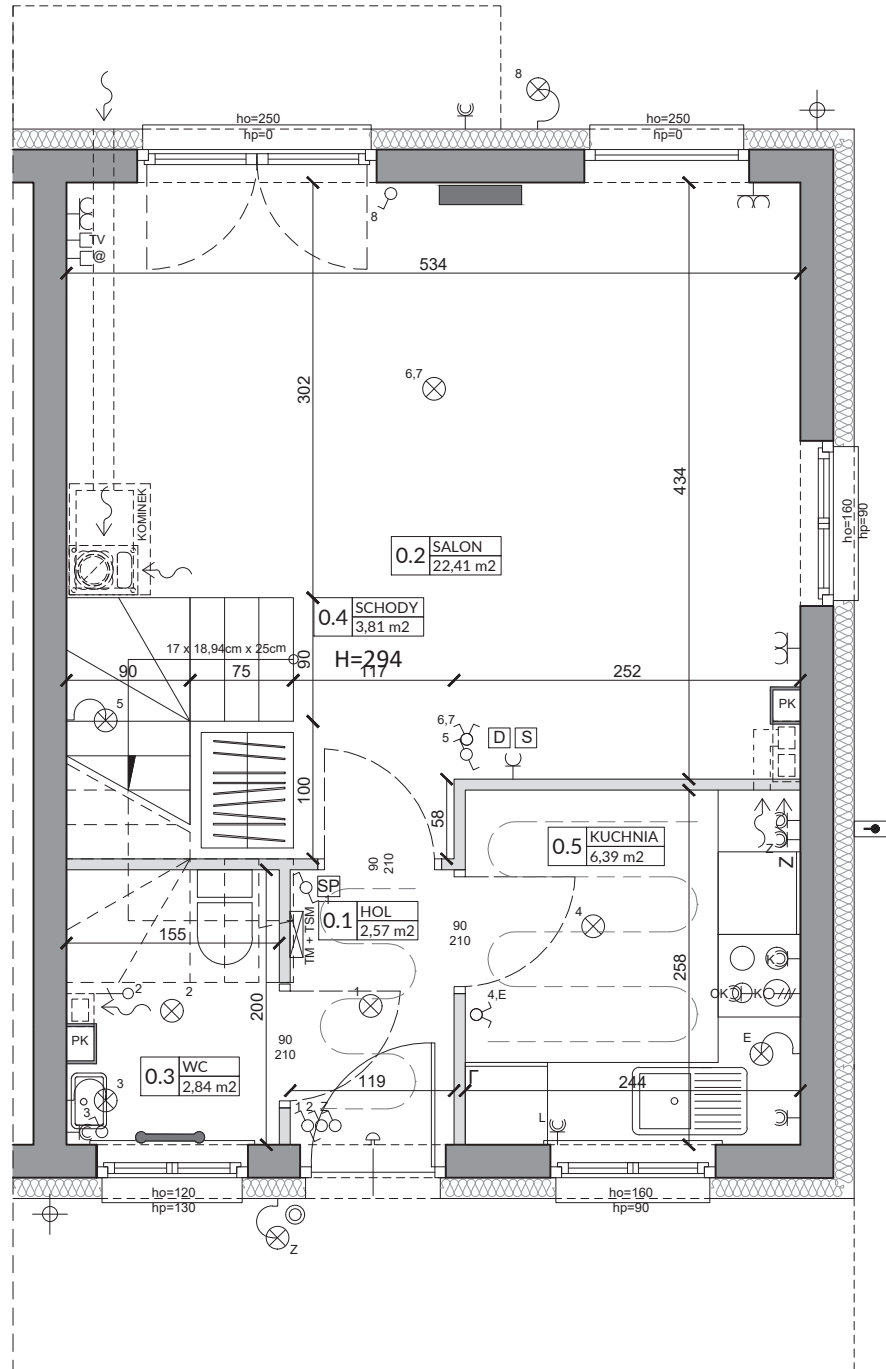 8
ho=250
hp=0
ho=250
hp=0
8
TV
@
534
6,7
302
434
KOMINEK
ho=160
hp=90
0.2 SALON
22,41 m2
0.4 SCHODY
3,81 m2
17 x 18,94cm x 25cm
H=294
90
90
75
117
252
5
6,7
5
D S
PK
100
58
0.5 KUCHNIA
6,39 m2
Z
Z
90
210
SP
1
0.1 HOL
2,57 m2
TM + TSM
90
210
4
155
K
258
2
2
200
1
4,E
OK
K
PK
90
210
E
0.3 WC
2,84 m2
3
3
119
244
1 2 Z
L
ho=120
hp=130
ho=160
hp=90
Z